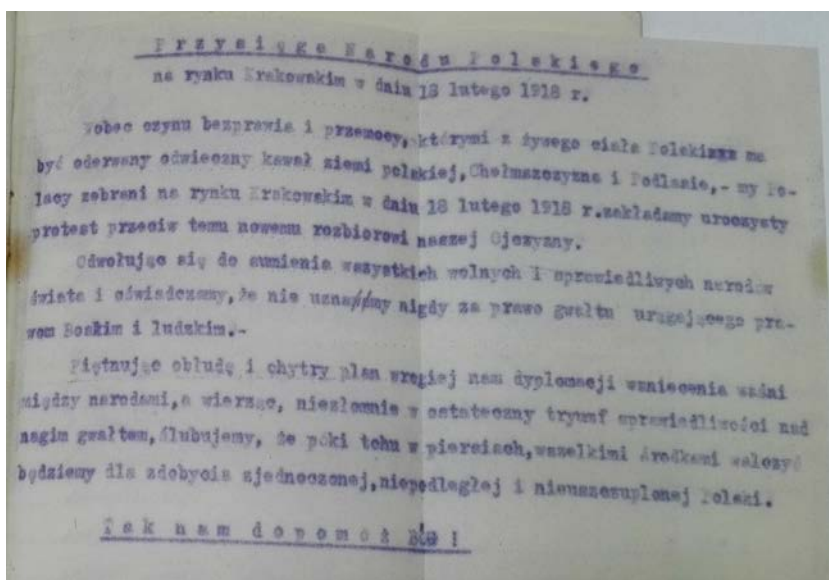 Przysięga Narodu Polskiego
na rynku Krakowskim w dniu 18 lutego 1918 r.
Wobec czynu bezprawia i przemocy, którymi z żywego ciała Polski ma
być oderwany odwieczny kawał ziemi polskiej, Chełmszczyzna i Podlasie,- my Po-
lacy zebrani na rynku Krakowskim w dniu 18 lutego 1918 r.zakładamy uroczysty
protest przeciw temu nowemu rozbiorowi naszej Ojczyzny.
Odwołując się do sumienia wszystkich wolnych i sprawiedliwych narodów
świata i oświadczamy, że nie uznamy nigdy za prawo gwałtu urągającego pra-
wom Boskim i ludzkim.-
Piętnując obłudę i chytry plan wrogiej nam dyplomacji wzniecenia waśni
między narodami,a wierząc, niezłomnie w ostateczny tryumf sprawiedliwości nad
nagim gwałtem, ślubujemy, że póki tchu w piersiach,wszelkimi środkami walczyć
będziemy dla zdobycia zjednoczonej,niepodległej i nieuszczuplonej Polski.
Tak nam dopomóż Bóg !